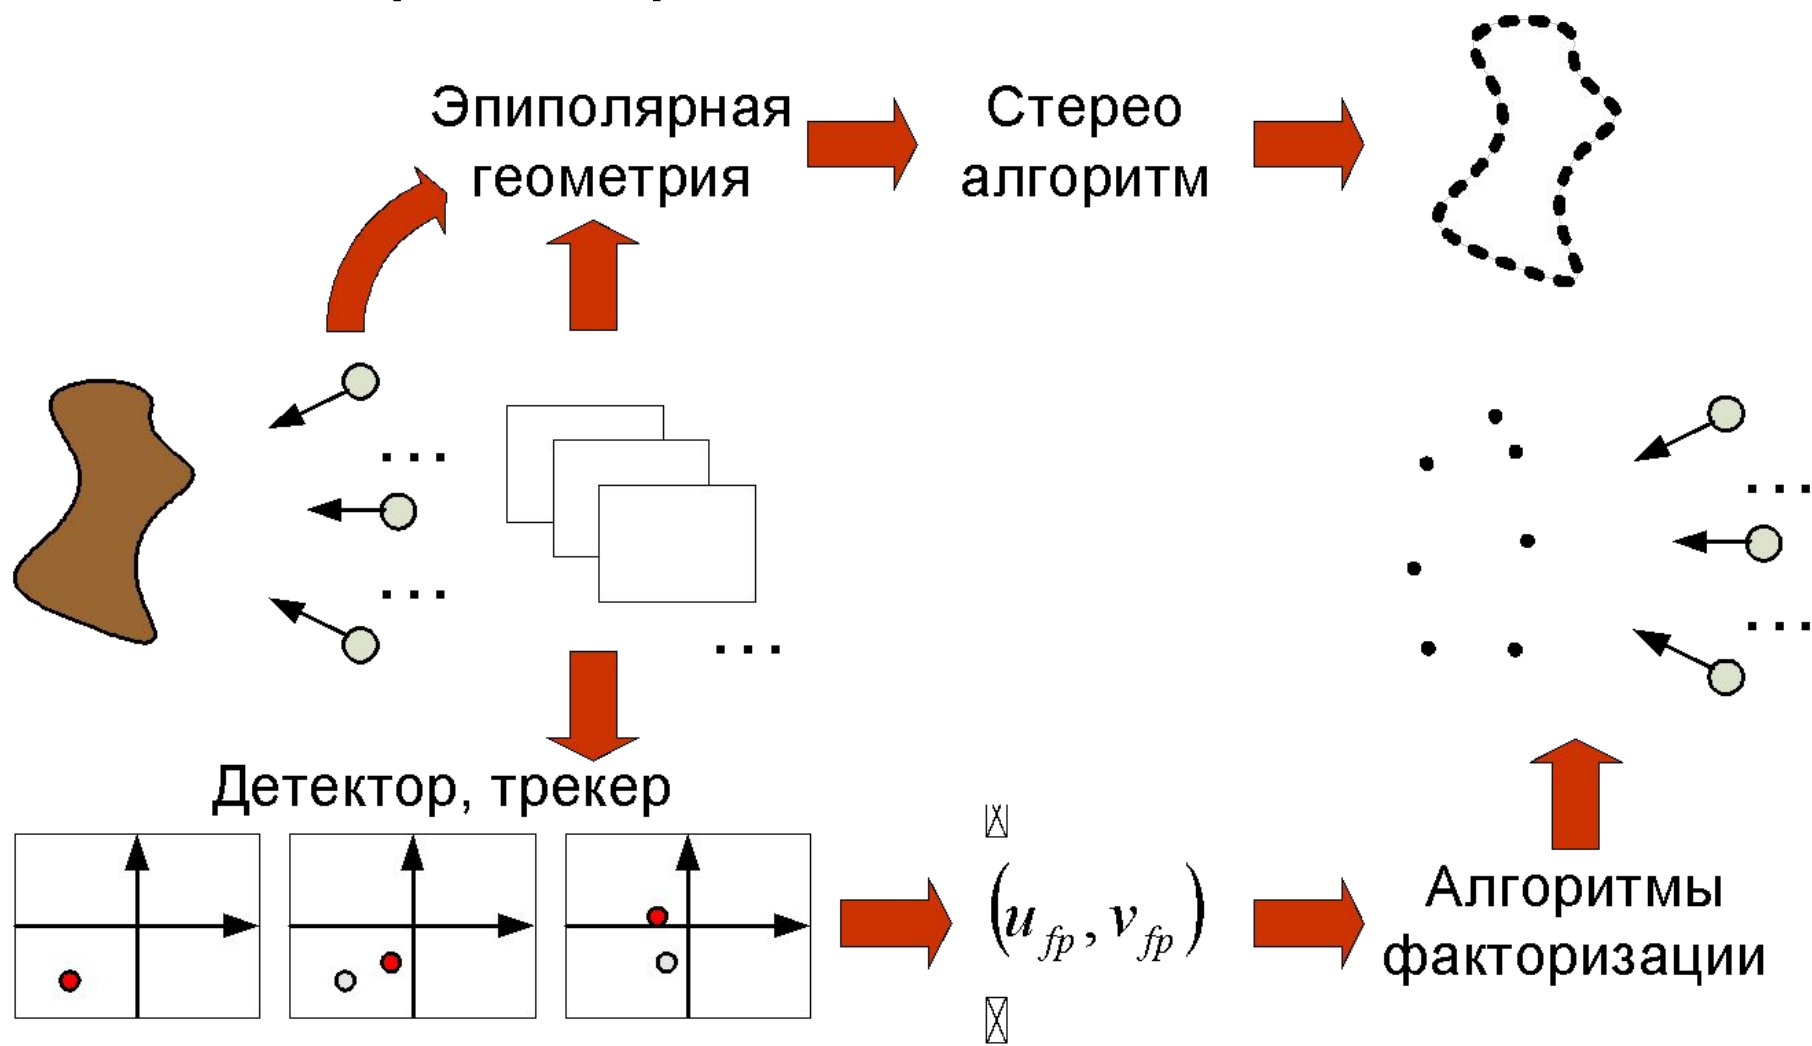 Эпиполярная
геометрия
Стерео
алгоритм
...
...
...
...
...
Детектор, трекер
(u_fp, v_fp)
Алгоритмы
факторизации